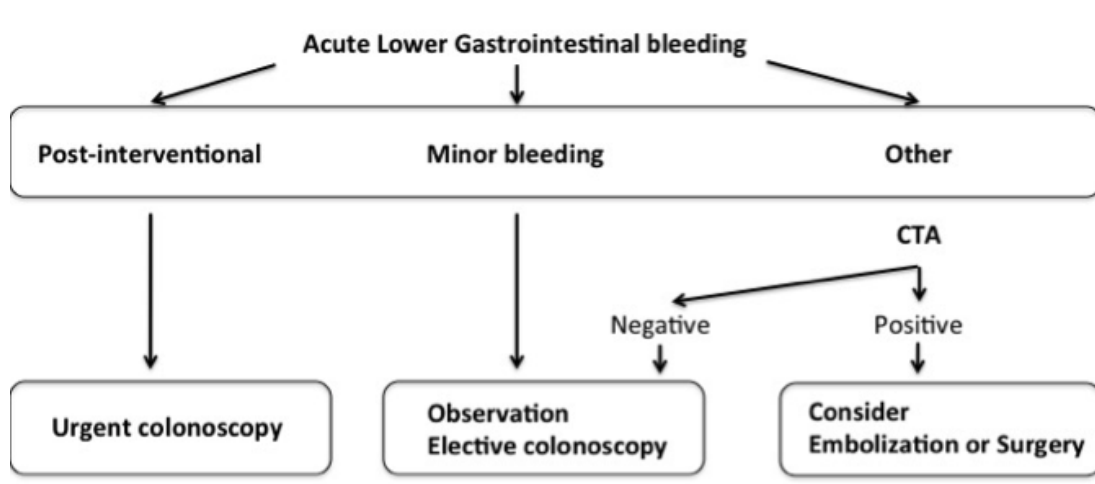 Acute Lower Gastrointestinal bleeding
Post-interventional
Minor bleeding
Other
CTA
Negative
Positive
Urgent colonoscopy
Observation
Elective colonoscopy
Consider
Embolization or Surgery